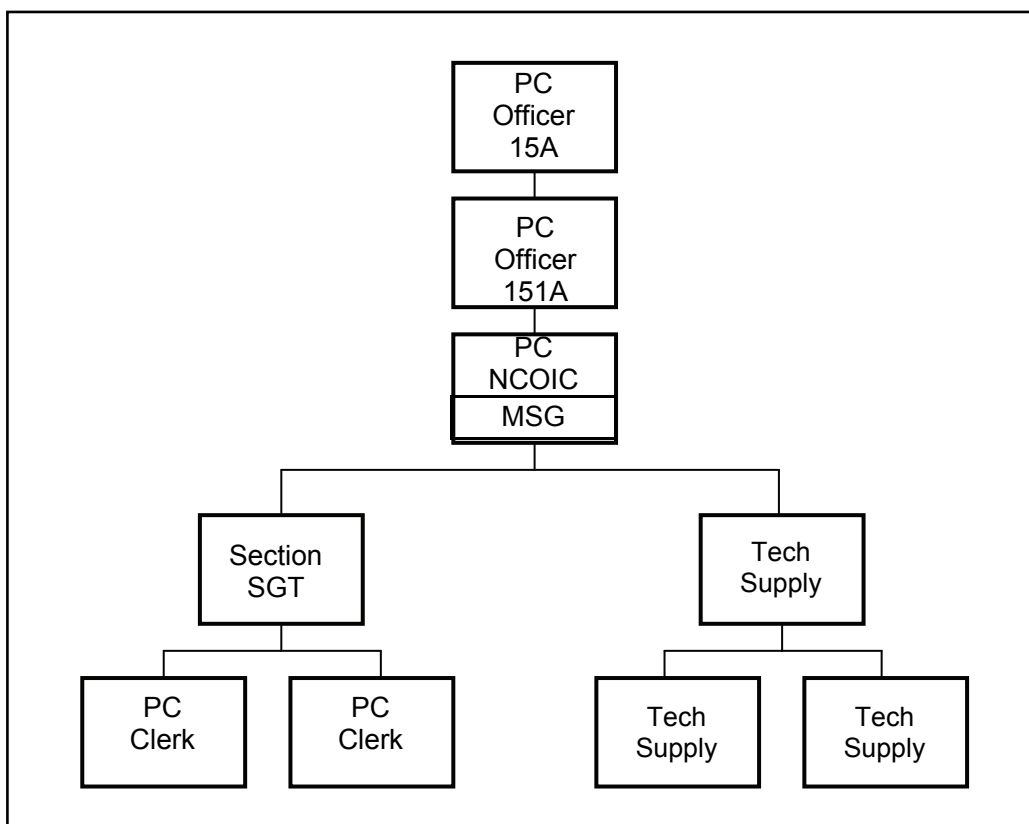 PC
Officer
15A
PC
Officer
151A
PC
NCOIC
MSG
Section
SGT
Tech
Supply
PC
Clerk
PC
Clerk
Tech
Supply
Tech
Supply